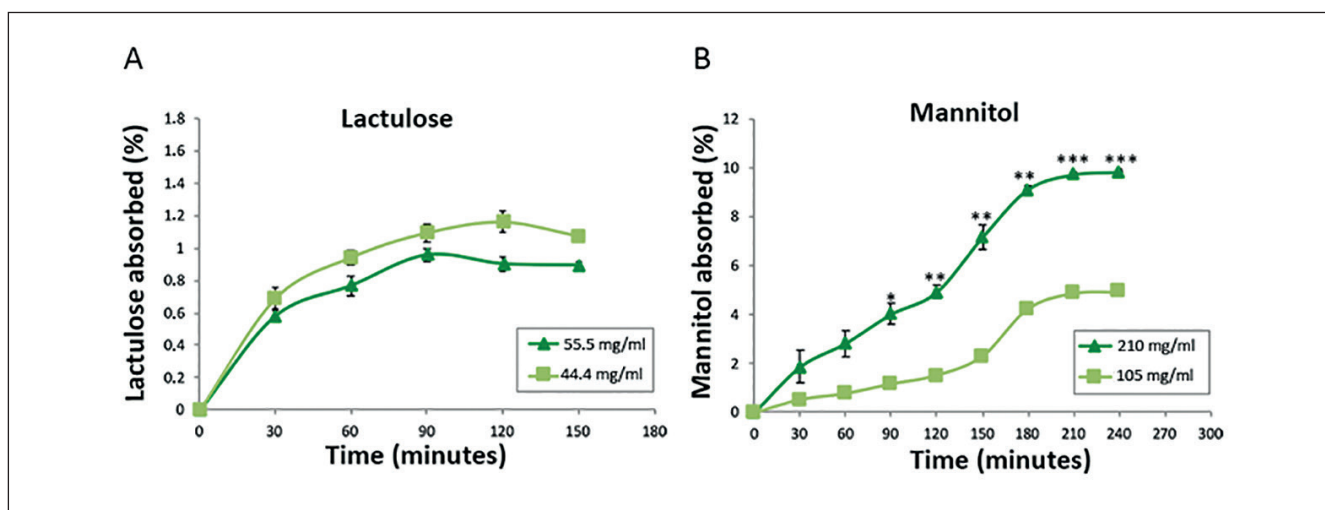 A
Lactulose
Lactulose absorbed (%)
1.8
1.6
1.4
1.2
1
0.8
0.6
0.4
0.2
0
0 30 60 90 120 150 180
Time (minutes)
55.5 mg/ml
44.4 mg/ml
B
Mannitol
Mannitol absorbed (%)
12
10
8
6
4
2
0
* ** ** ** *** ***
0 30 60 90 120 150 180 210 240 270 300
Time (minutes)
210 mg/ml
105 mg/ml